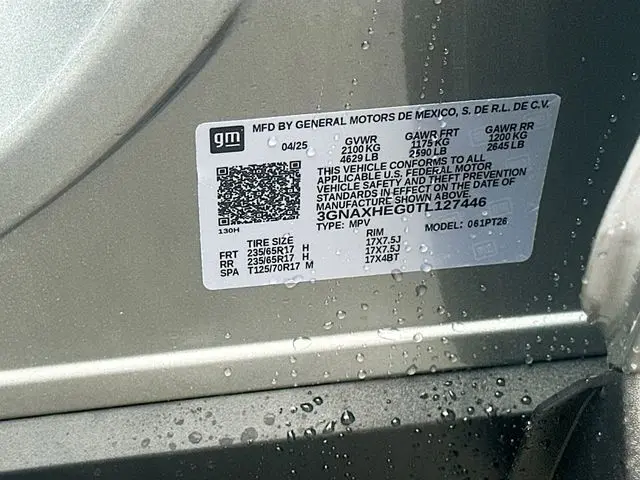 gm
MFD BY GENERAL MOTORS DE MEXICO, S. DE R.L. DE C.V.
04/25 GVWR GAWR FRT GAWR RR
2100 KG 1175 KG 1200 KG
4629 LB 2590 LB 2645 LB
THIS VEHICLE CONFORMS TO ALL
APPLICABLE U.S. FEDERAL MOTOR
VEHICLE SAFETY AND THEFT PREVENTION
STANDARDS IN EFFECT ON THE DATE OF
MANUFACTURE SHOWN ABOVE.
3GNAXHEG0TL127446
130H TYPE: MPV MODEL: 061PT26
TIRE SIZE RIM
FRT 235/65R17 H 17X7.5J
RR 235/65R17 H 17X7.5J
SPA T125/70R17 M 17X4BT